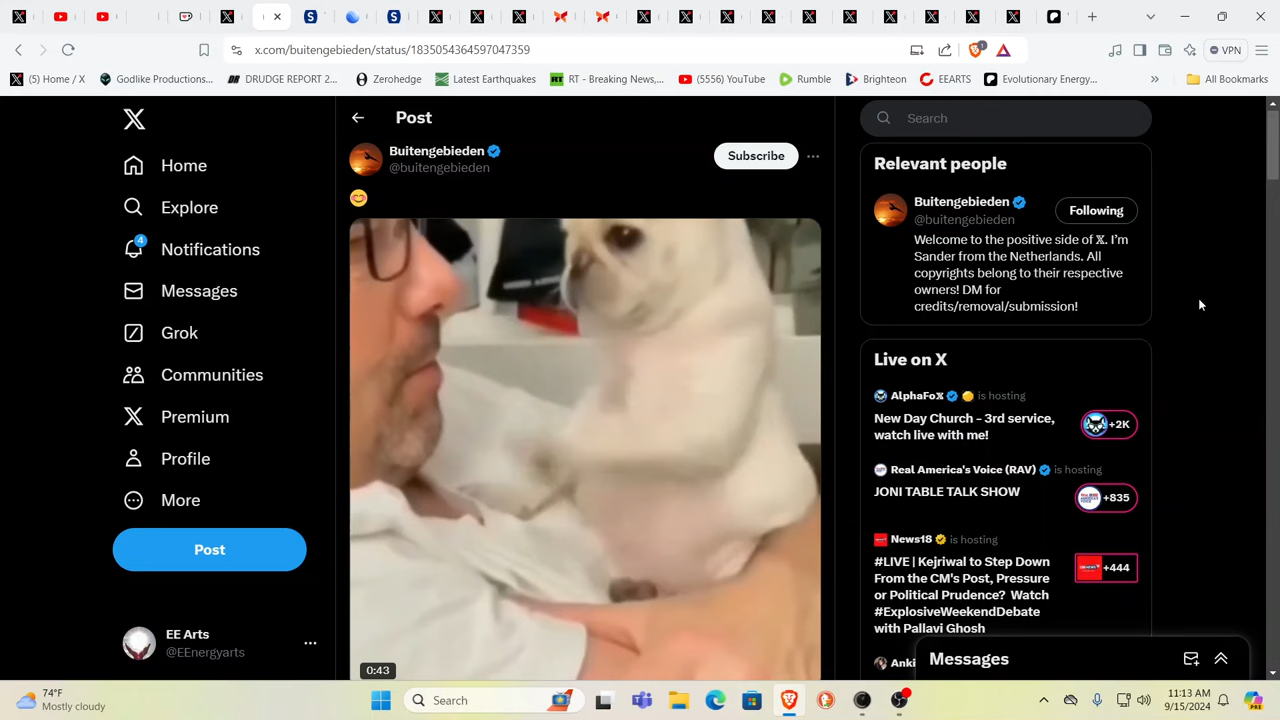 x.com/buitengebieden/status/1835054364597047359
VPN
(5) Home / X
Godlike Productions...
DRUDGE REPORT 2...
Zerohedge
Latest Earthquakes
RT - Breaking News,...
(5556) YouTube
Rumble
Brighteon
EEARTS
Evolutionary Energy...
All Bookmarks
Home
Explore
4
Notifications
Messages
Grok
Communities
Premium
Profile
More
Post
EE Arts
@EEnergyarts
Post
Buitengebieden
@buitengebieden
Subscribe
0:43
Search
Relevant people
Buitengebieden
@buitengebieden
Following
Welcome to the positive side of 𝕏. I'm
Sander from the Netherlands. All
copyrights belong to their respective
owners! DM for
credits/removal/submission!
Live on X
AlphaFoX is hosting
New Day Church – 3rd service,
watch live with me!
+2K
Real America's Voice (RAV) is hosting
JONI TABLE TALK SHOW
+835
News18 is hosting
#LIVE | Kejriwal to Step Down
From the CM's Post, Pressure
or Political Prudence? Watch
#ExplosiveWeekendDebate
with Pallavi Ghosh
+444
Anki
Messages
74°F
Mostly cloudy
Search
11:13 AM
9/15/2024